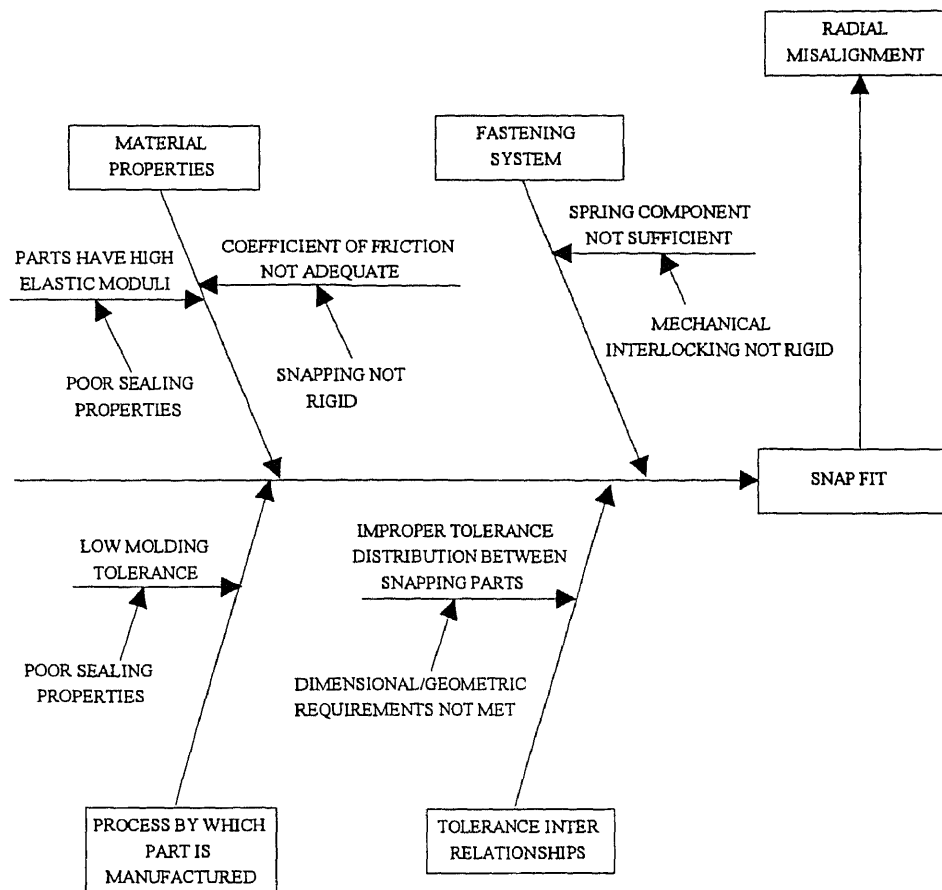 RADIAL
MISALIGNMENT
MATERIAL
PROPERTIES
FASTENING
SYSTEM
PARTS HAVE HIGH
ELASTIC MODULI
COEFFICIENT OF FRICTION
NOT ADEQUATE
SPRING COMPONENT
NOT SUFFICIENT
POOR SEALING
PROPERTIES
SNAPPING NOT
RIGID
MECHANICAL
INTERLOCKING NOT RIGID
SNAP FIT
LOW MOLDING
TOLERANCE
IMPROPER TOLERANCE
DISTRIBUTION BETWEEN
SNAPPING PARTS
POOR SEALING
PROPERTIES
DIMENSIONAL/GEOMETRIC
REQUIREMENTS NOT MET
PROCESS BY WHICH
PART IS
MANUFACTURED
TOLERANCE INTER
RELATIONSHIPS